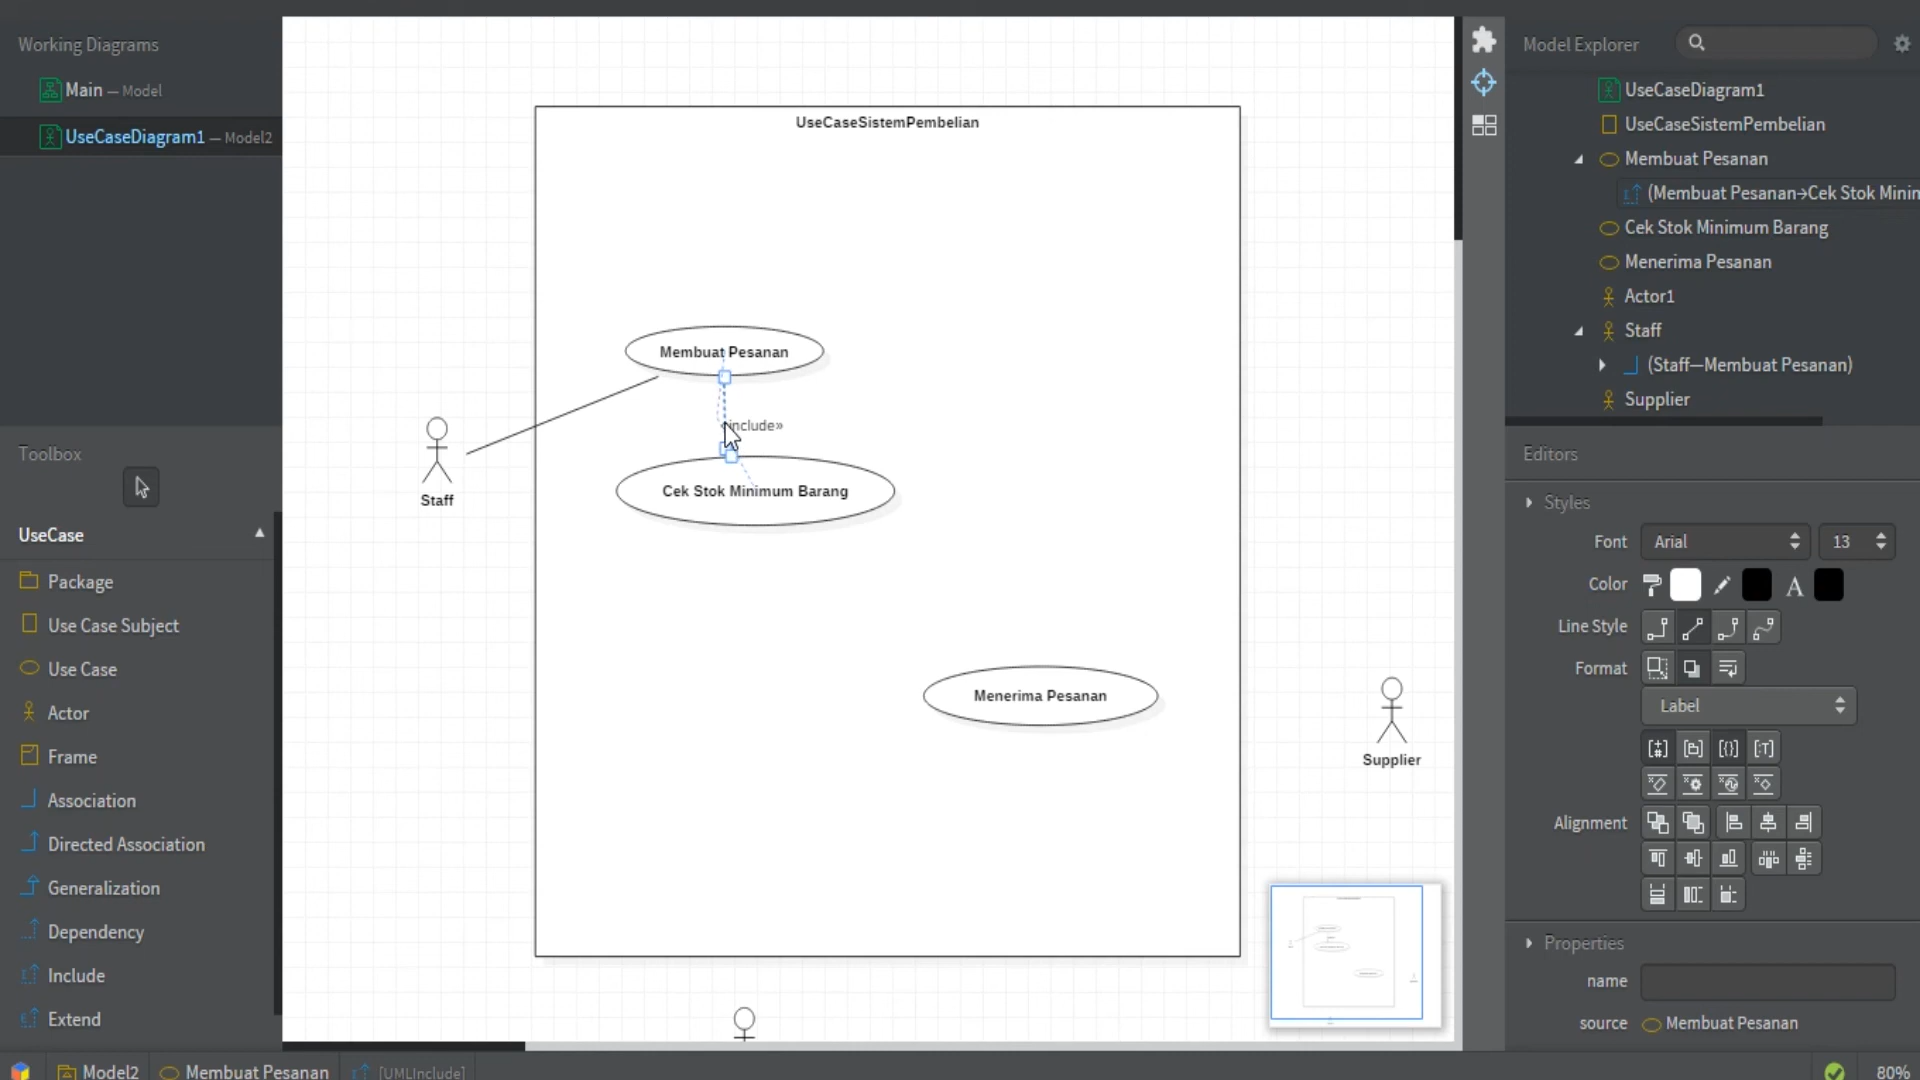 Working Diagrams
Main — Model
UseCaseDiagram1 — Model2
Toolbox
UseCase
Package
Use Case Subject
Use Case
Actor
Frame
Association
Directed Association
Generalization
Dependency
Include
Extend
UseCaseSistemPembelian
Membuat Pesanan
include»
Cek Stok Minimum Barang
Staff
Menerima Pesanan
Supplier
Model Explorer
UseCaseDiagram1
UseCaseSistemPembelian
Membuat Pesanan
(Membuat Pesanan→Cek Stok Minin
Cek Stok Minimum Barang
Menerima Pesanan
Actor1
Staff
(Staff—Membuat Pesanan)
Supplier
Editors
Styles
Font Arial 13
Color A
Line Style
Format
Label
Alignment
Properties
name
source Membuat Pesanan
Model2 Membuat Pesanan [UMLInclude] 80%